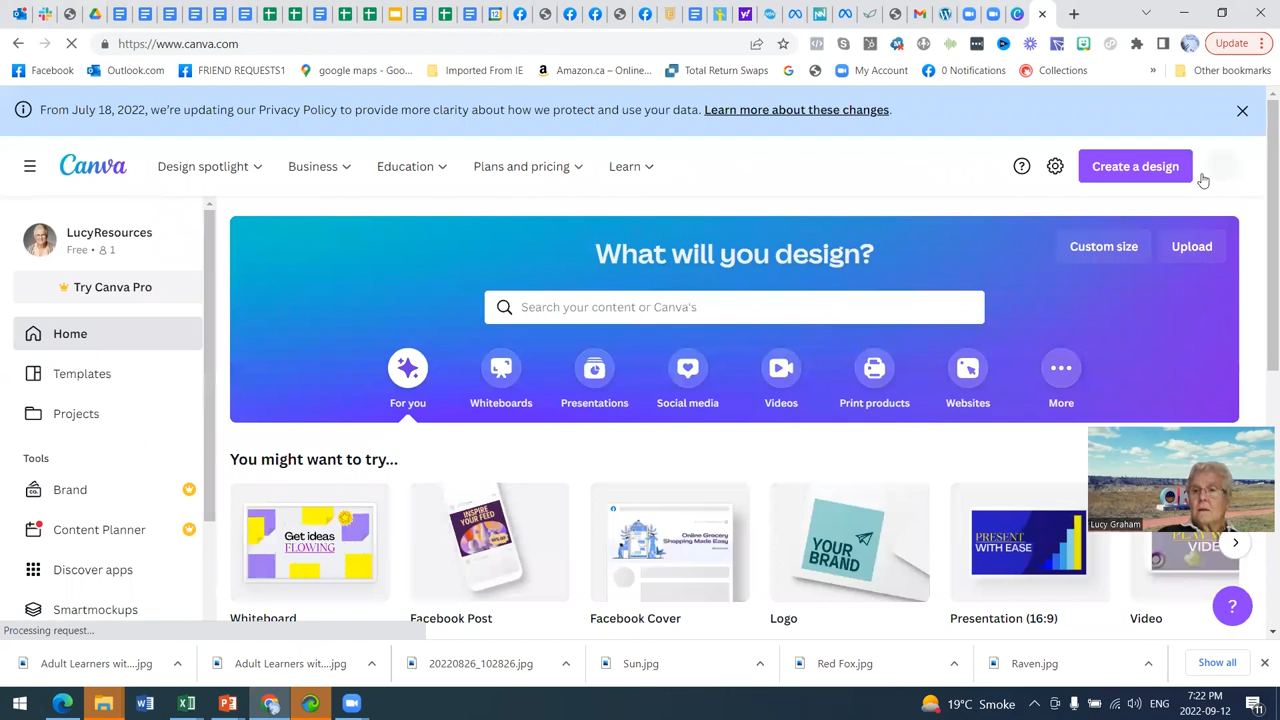 https://www.canva.com
Update
Facebook
Outlook.com
FRIEND REQUESTS1
google maps - Goo...
Imported From IE
Amazon.ca – Online...
Total Return Swaps
My Account
0 Notifications
Collections
»
Other bookmarks
From July 18, 2022, we're updating our Privacy Policy to provide more clarity about how we protect and use your data. Learn more about these changes.
Canva
Design spotlight
Business
Education
Plans and pricing
Learn
Create a design
LucyResources
Free • 1
Try Canva Pro
Home
Templates
Projects
Tools
Brand
Content Planner
Discover apps
Smartmockups
What will you design?
Custom size
Upload
Search your content or Canva's
For you
Whiteboards
Presentations
Social media
Videos
Print products
Websites
More
You might want to try...
Get ideas
FLOWING
INSPIRE
YOUR FEED
Online Grocery
Shopping Made Easy
YOUR
BRAND
PRESENT
WITH EASE
Lucy Graham
Whiteboard
Facebook Post
Facebook Cover
Logo
Presentation (16:9)
Video
Processing request...
Adult Learners wit....jpg
Adult Learners wit....jpg
20220826_102826.jpg
Sun.jpg
Red Fox.jpg
Raven.jpg
Show all
19°C Smoke
ENG
7:22 PM
2022-09-12
11